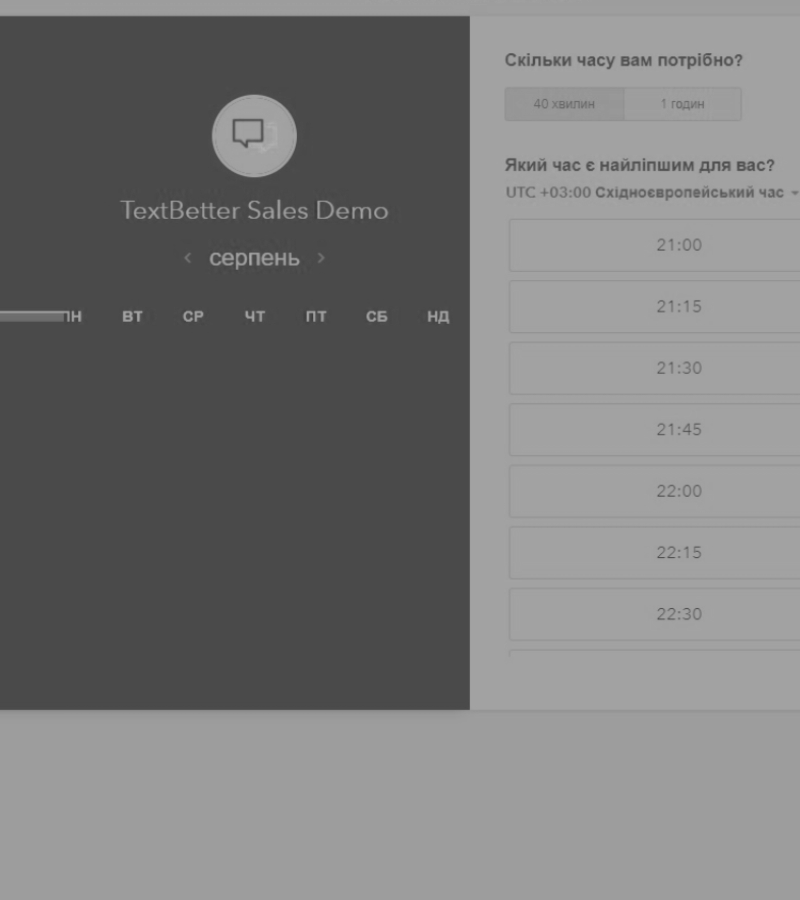 TextBetter Sales Demo
‹ серпень ›
ПН ВТ СР ЧТ ПТ СБ НД
Скільки часу вам потрібно?
40 хвилин 1 годин
Який час є найліпшим для вас?
UTC +03:00 Східноєвропейський час
21:00
21:15
21:30
21:45
22:00
22:15
22:30